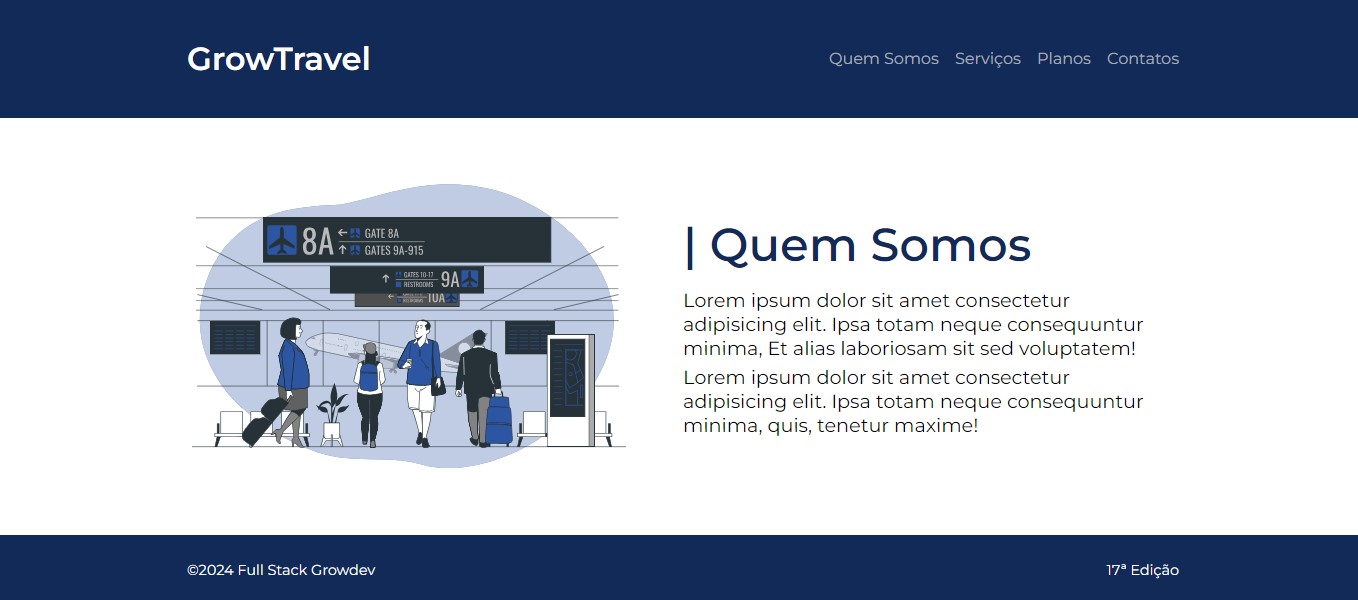 GrowTravel
Quem Somos Serviços Planos Contatos
8A
GATE 8A
GATES 9A-915
GATES 10-17
RESTROOMS
9A
10A
| Quem Somos
Lorem ipsum dolor sit amet consectetur
adipisicing elit. Ipsa totam neque consequuntur
minima, Et alias laboriosam sit sed voluptatem!
Lorem ipsum dolor sit amet consectetur
adipisicing elit. Ipsa totam neque consequuntur
minima, quis, tenetur maxime!
©2024 Full Stack Growdev
17ª Edição